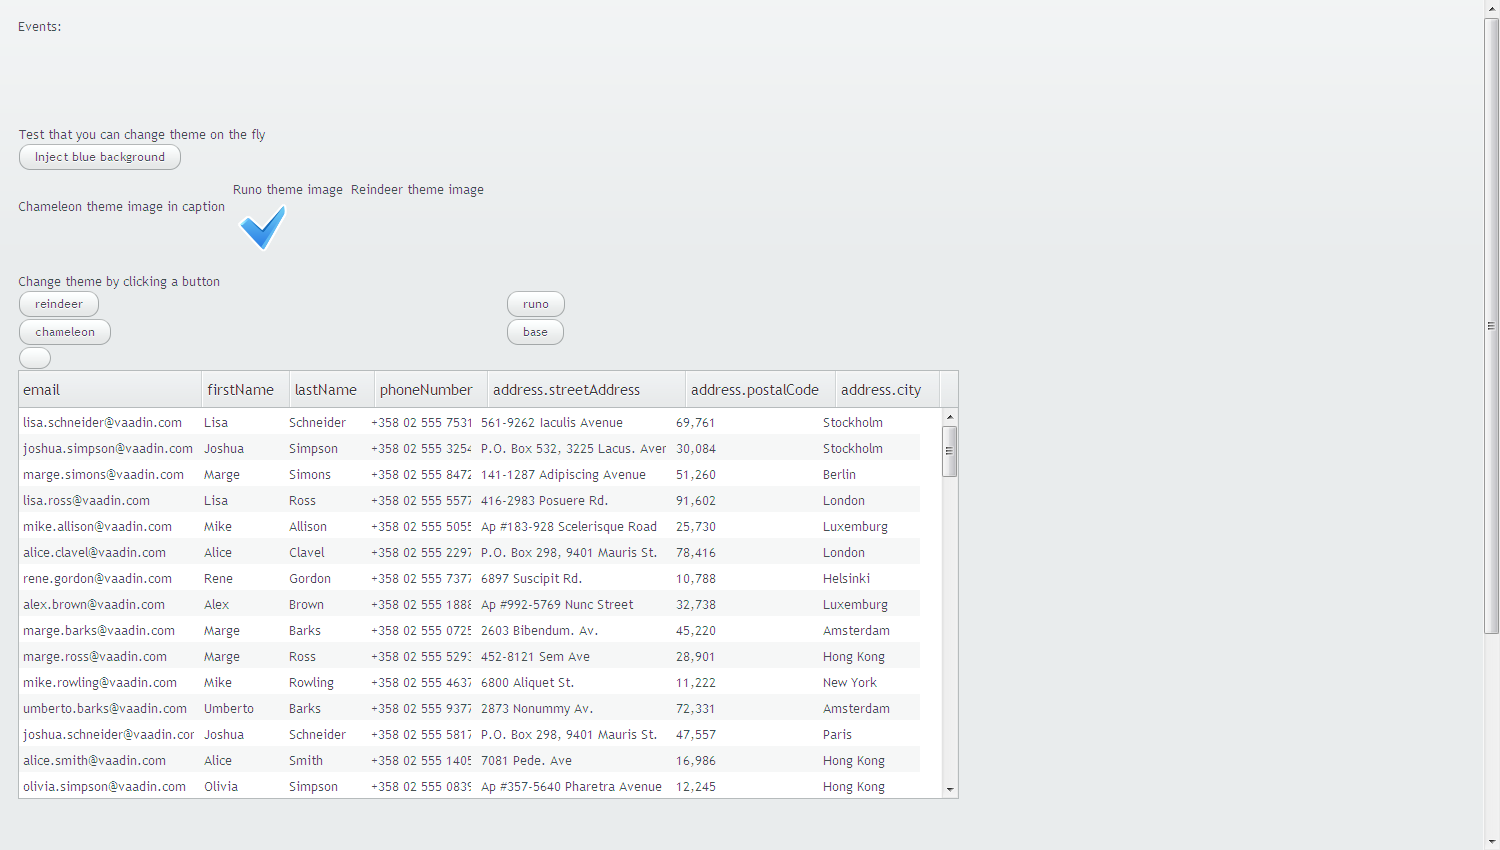 Events:
Test that you can change theme on the fly
Inject blue background
Runo theme image Reindeer theme image
Chameleon theme image in caption
Change theme by clicking a button
reindeer runo
chameleon base
email firstName lastName phoneNumber address.streetAddress address.postalCode address.city
lisa.schneider@vaadin.com Lisa Schneider +358 02 555 7531 561-9262 Iaculis Avenue 69,761 Stockholm
joshua.simpson@vaadin.com Joshua Simpson +358 02 555 3254 P.O. Box 532, 3225 Lacus. Aver 30,084 Stockholm
marge.simons@vaadin.com Marge Simons +358 02 555 8472 141-1287 Adipiscing Avenue 51,260 Berlin
lisa.ross@vaadin.com Lisa Ross +358 02 555 5577 416-2983 Posuere Rd. 91,602 London
mike.allison@vaadin.com Mike Allison +358 02 555 5055 Ap #183-928 Scelerisque Road 25,730 Luxemburg
alice.clavel@vaadin.com Alice Clavel +358 02 555 2297 P.O. Box 298, 9401 Mauris St. 78,416 London
rene.gordon@vaadin.com Rene Gordon +358 02 555 7377 6897 Suscipit Rd. 10,788 Helsinki
alex.brown@vaadin.com Alex Brown +358 02 555 1888 Ap #992-5769 Nunc Street 32,738 Luxemburg
marge.barks@vaadin.com Marge Barks +358 02 555 0725 2603 Bibendum. Av. 45,220 Amsterdam
marge.ross@vaadin.com Marge Ross +358 02 555 5293 452-8121 Sem Ave 28,901 Hong Kong
mike.rowling@vaadin.com Mike Rowling +358 02 555 4637 6800 Aliquet St. 11,222 New York
umberto.barks@vaadin.com Umberto Barks +358 02 555 9377 2873 Nonummy Av. 72,331 Amsterdam
joshua.schneider@vaadin.cor Joshua Schneider +358 02 555 5817 P.O. Box 298, 9401 Mauris St. 47,557 Paris
alice.smith@vaadin.com Alice Smith +358 02 555 1405 7081 Pede. Ave 16,986 Hong Kong
olivia.simpson@vaadin.com Olivia Simpson +358 02 555 0839 Ap #357-5640 Pharetra Avenue 12,245 Hong Kong